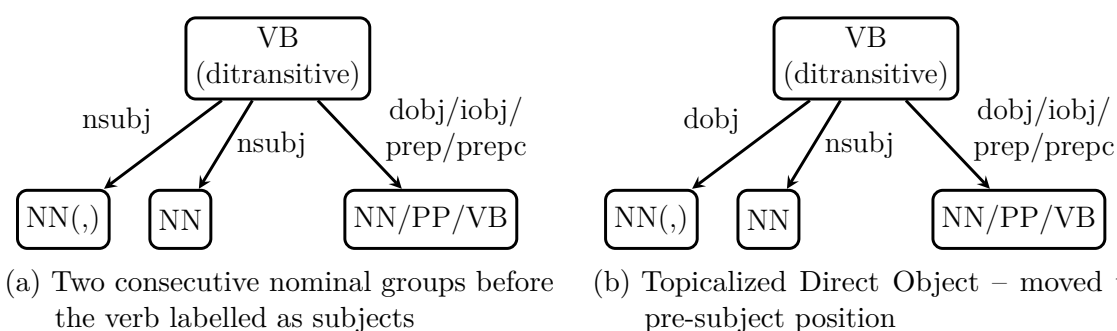 VB
(ditransitive)
nsubj
nsubj
dobj/iobj/
prep/prepc
NN(,)
NN
NN/PP/VB
(a) Two consecutive nominal groups before
the verb labelled as subjects
VB
(ditransitive)
dobj
nsubj
dobj/iobj/
prep/prepc
NN(,)
NN
NN/PP/VB
(b) Topicalized Direct Object – moved
pre-subject position